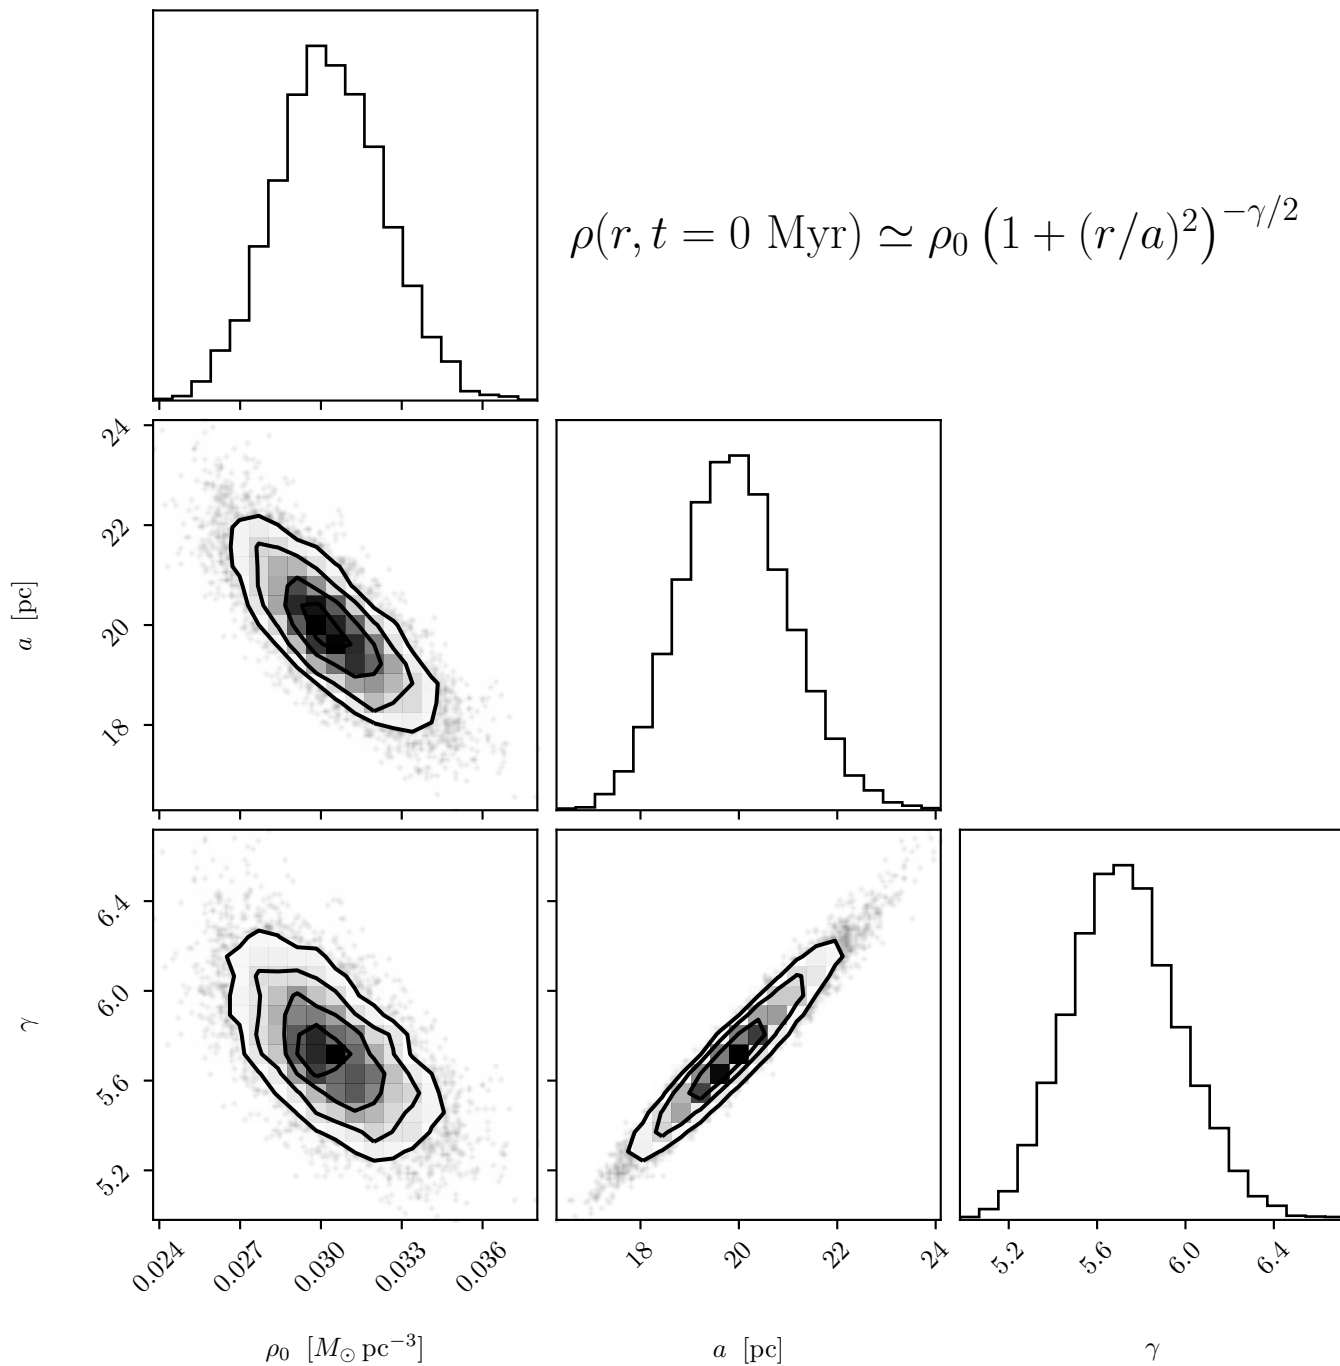 ρ(r, t = 0 Myr) ≃ ρ₀ (1 + (r/a)²)^{−γ/2}
24
22
20
18
a [pc]
6.4
6.0
5.6
5.2
γ
0.024 0.027 0.030 0.033 0.036
18 20 22 24
5.2 5.6 6.0 6.4
ρ₀ [M☉ pc⁻³]
a [pc]
γ